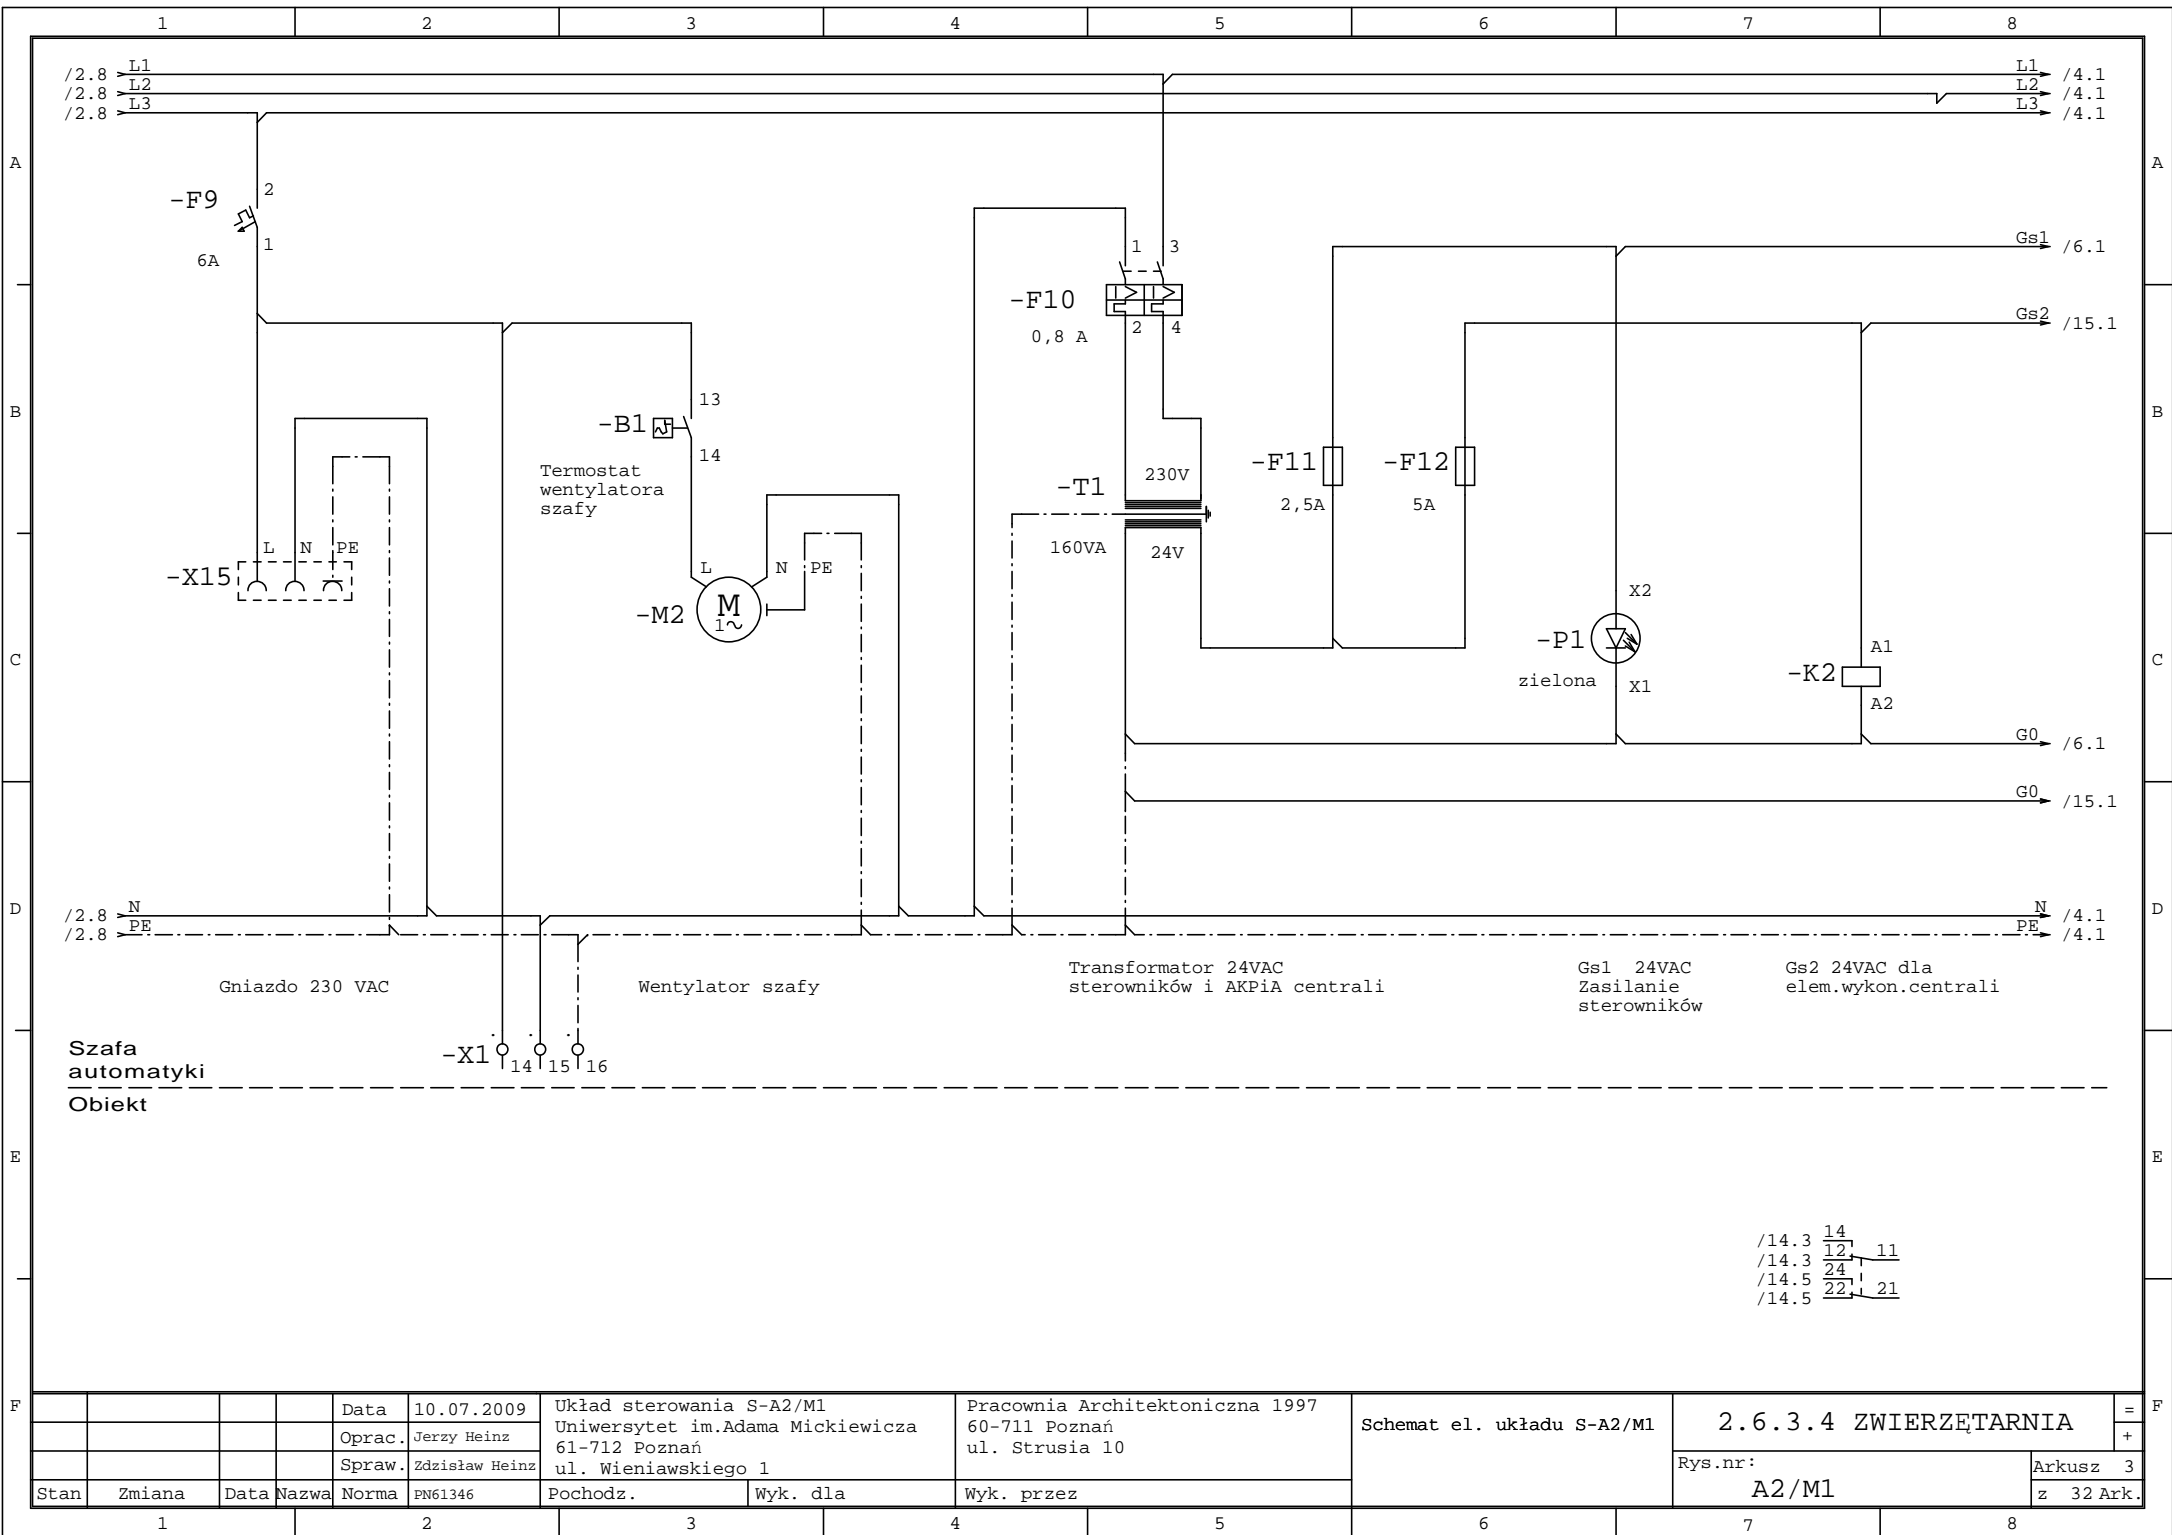 1 2 3 4 5 6 7 8
/2.8 L1 L1 /4.1
/2.8 L2 L2 /4.1
/2.8 L3 L3 /4.1
A A
2
-F9
1
6A
1 3
-F10
2 4
0,8 A
Gs1 /6.1
Gs2 /15.1
B B
13
-B1
14
Termostat
wentylatora
szafy
-T1
230V
160VA
24V
-F11
2,5A
-F12
5A
L N PE
-X15
L N PE
-M2
M
1~
X2
-P1
zielona
X1
A1
-K2
A2
C C
G0 /6.1
G0 /15.1
D D
/2.8 N N /4.1
/2.8 PE PE /4.1
Gniazdo 230 VAC
Wentylator szafy
Transformator 24VAC
sterowników i AKPiA centrali
Gs1 24VAC
Zasilanie
sterowników
Gs2 24VAC dla
elem.wykon.centrali
-X1 14 15 16
Szafa
automatyki
Obiekt
E E
/14.3 14
/14.3 12 11
/14.5 24
/14.5 22 21
F F
Data 10.07.2009
Oprac. Jerzy Heinz
Spraw. Zdzisław Heinz
Stan Zmiana Data Nazwa Norma PN61346
Układ sterowania S-A2/M1
Uniwersytet im.Adama Mickiewicza
61-712 Poznań
ul. Wieniawskiego 1
Pochodz. Wyk. dla
Pracownia Architektoniczna 1997
60-711 Poznań
ul. Strusia 10
Wyk. przez
Schemat el. układu S-A2/M1
2.6.3.4 ZWIERZĘTARNIA
=
+
Rys.nr:
A2/M1
Arkusz 3
z 32 Ark.
1 2 3 4 5 6 7 8